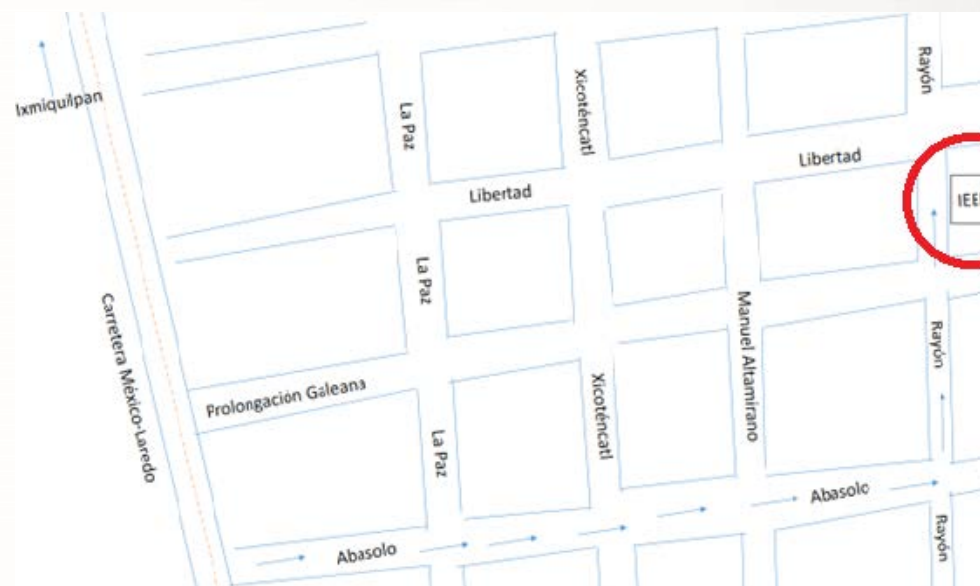 Rayón
Ixmiquilpan
La Paz
Xicoténcatl
Libertad
Libertad
IEE
La Paz
Carretera México-Laredo
Manuel Altamirano
Rayón
Prolongación Galeana
Xicoténcatl
La Paz
Abasolo
Abasolo
Rayón